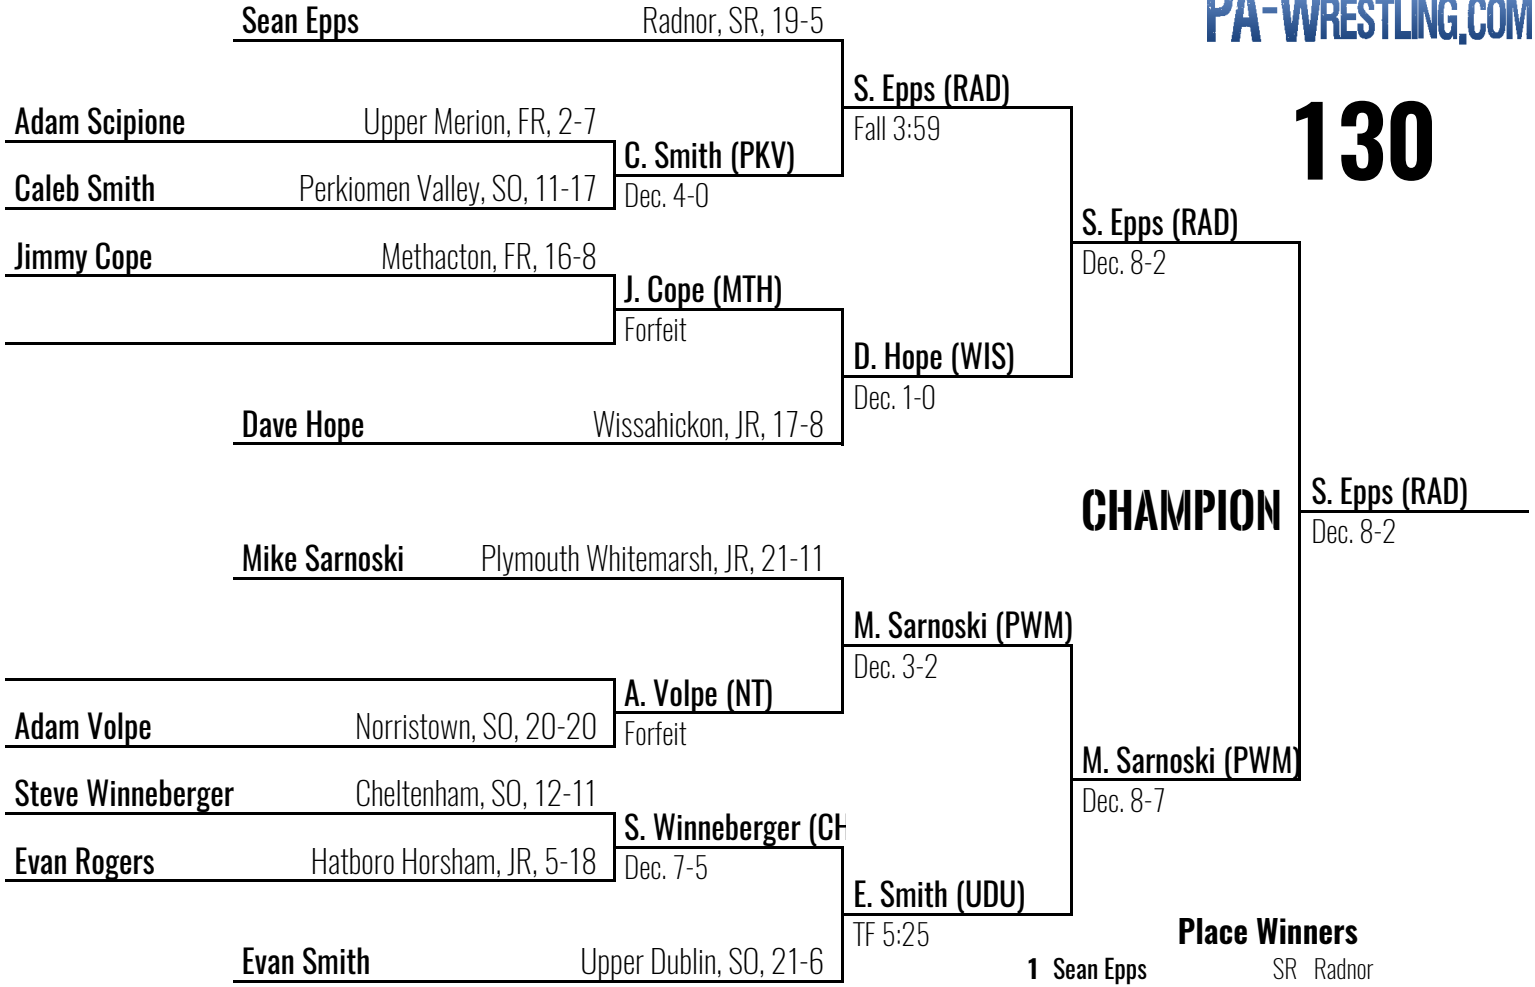 PA-WRESTLING.COM
130
Sean Epps Radnor, SR, 19-5
S. Epps (RAD)
Fall 3:59
Adam Scipione Upper Merion, FR, 2-7
C. Smith (PKV)
Dec. 4-0
Caleb Smith Perkiomen Valley, SO, 11-17
S. Epps (RAD)
Dec. 8-2
Jimmy Cope Methacton, FR, 16-8
J. Cope (MTH)
Forfeit
D. Hope (WIS)
Dec. 1-0
Dave Hope Wissahickon, JR, 17-8
CHAMPION
S. Epps (RAD)
Dec. 8-2
Mike Sarnoski Plymouth Whitemarsh, JR, 21-11
M. Sarnoski (PWM)
Dec. 3-2
A. Volpe (NT)
Forfeit
Adam Volpe Norristown, SO, 20-20
M. Sarnoski (PWM)
Dec. 8-7
Steve Winneberger Cheltenham, SO, 12-11
S. Winneberger (CH
Dec. 7-5
Evan Rogers Hatboro Horsham, JR, 5-18
E. Smith (UDU)
TF 5:25
Evan Smith Upper Dublin, SO, 21-6
Place Winners
1 Sean Epps SR Radnor